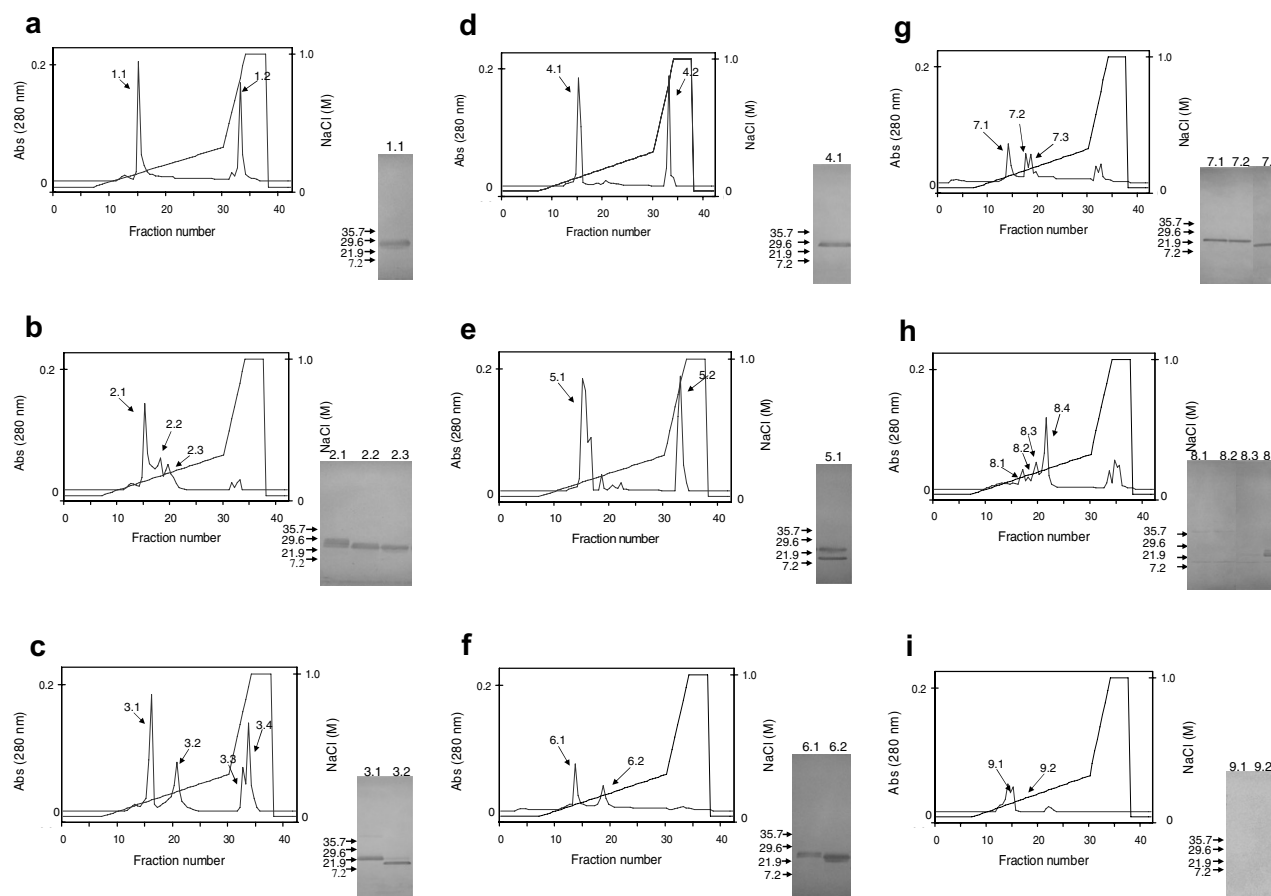 a
0.2
0
Abs (280 nm)
1.1
1.2
1.0
0
NaCl (M)
0 10 20 30 40
Fraction number
1.1
35.7
29.6
21.9
7.2
d
0.2
0
Abs (280 nm)
4.1
4.2
1.0
0
NaCl (M)
0 10 20 30 40
Fraction number
4.1
35.7
29.6
21.9
7.2
g
0.2
0
Abs (280 nm)
7.1
7.2
7.3
1.0
0
NaCl (M)
0 10 20 30 40
Fraction number
7.1 7.2
35.7
29.6
21.9
7.2
b
0.2
0
Abs (280 nm)
2.1
2.2
2.3
1.0
0
NaCl (M)
0 10 20 30 40
Fraction number
2.1 2.2 2.3
35.7
29.6
21.9
7.2
e
0.2
0
Abs (280 nm)
5.1
5.2
1.0
0
NaCl (M)
0 10 20 30 40
Fraction number
5.1
35.7
29.6
21.9
7.2
h
0.2
0
Abs (280 nm)
8.1
8.2
8.3
8.4
1.0
0
NaCl (M)
0 10 20 30 40
Fraction number
8.1 8.2 8.3
35.7
29.6
21.9
7.2
c
0.2
0
Abs (280 nm)
3.1
3.2
3.3
3.4
1.0
0
NaCl (M)
0 10 20 30 40
Fraction number
3.1 3.2
35.7
29.6
21.9
7.2
f
0.2
0
Abs (280 nm)
6.1
6.2
1.0
0
NaCl (M)
0 10 20 30 40
Fraction number
6.1 6.2
35.7
29.6
21.9
7.2
i
0.2
0
Abs (280 nm)
9.1
9.2
1.0
0
NaCl (M)
0 10 20 30 40
Fraction number
9.1 9.2
35.7
29.6
21.9
7.2